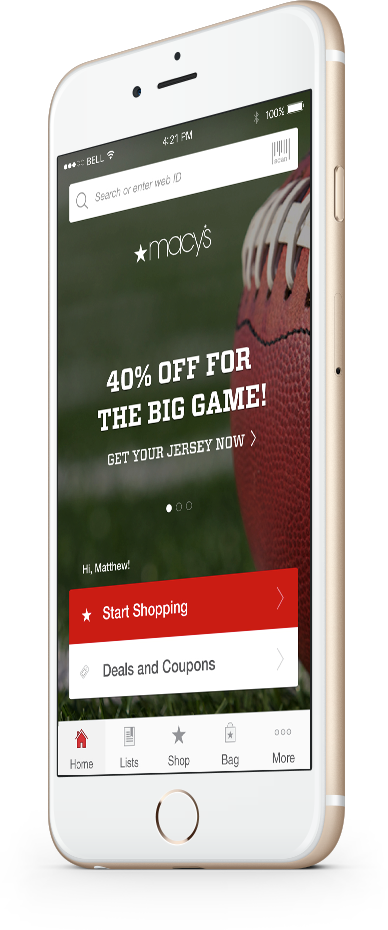 BELL 4:21 PM 100%
Search or enter web ID
SCAN
macy's
40% OFF FOR
THE BIG GAME!
GET YOUR JERSEY NOW
Hi, Matthew!
Start Shopping
Deals and Coupons
Home Lists Shop Bag More